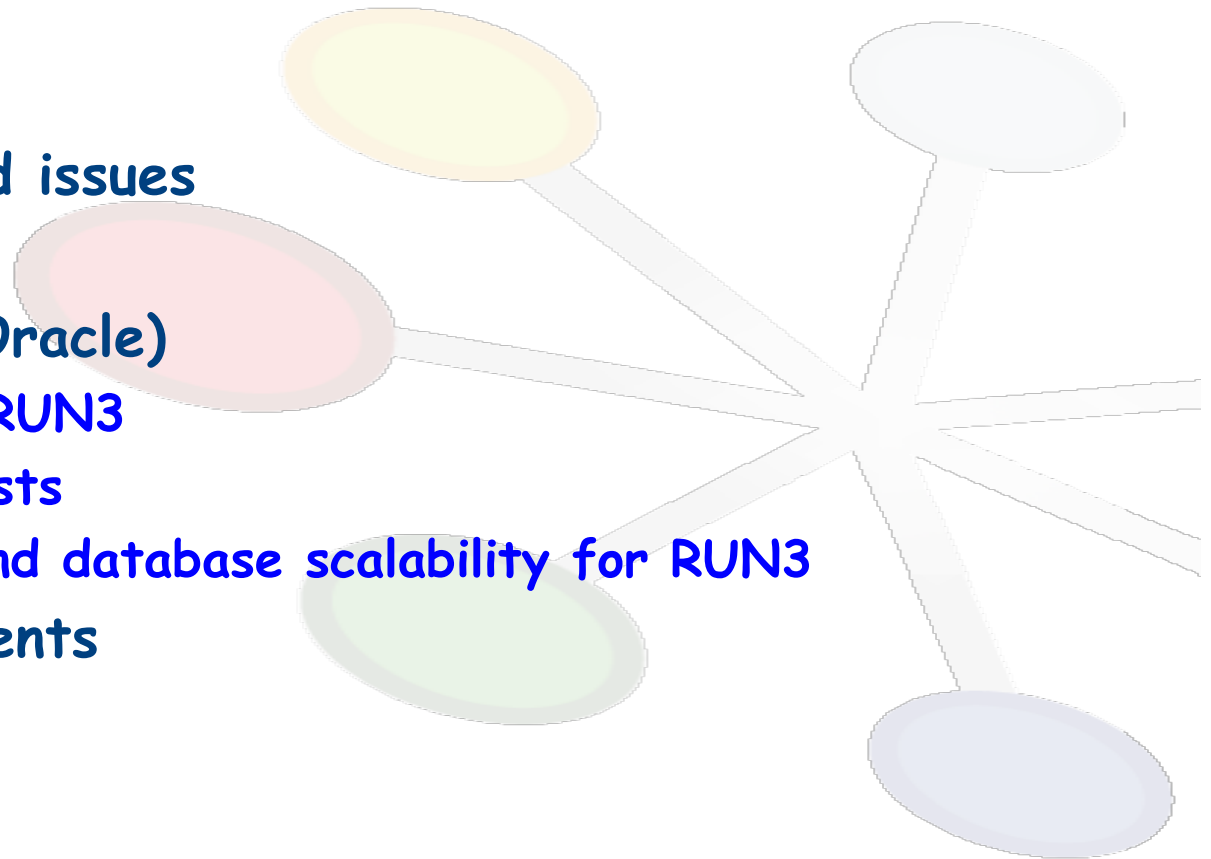 d issues
Oracle)
RUN3
sts
nd database scalability for RUN3
ents